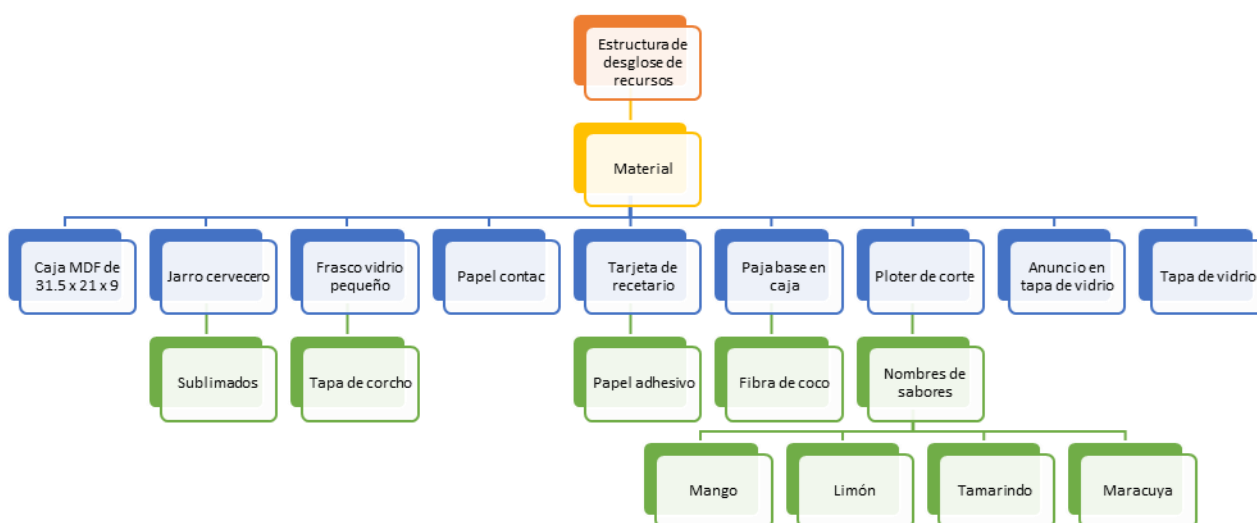 Estructura de
desglose de
recursos
Material
Caja MDF de
31.5 x 21 x 9
Jarro cervecero
Frasco vidrio
pequeño
Papel contac
Tarjeta de
recetario
Paja base en
caja
Ploter de corte
Anuncio en
tapa de vidrio
Tapa de vidrio
Sublimados
Tapa de corcho
Papel adhesivo
Fibra de coco
Nombres de
sabores
Mango
Limón
Tamarindo
Maracuya